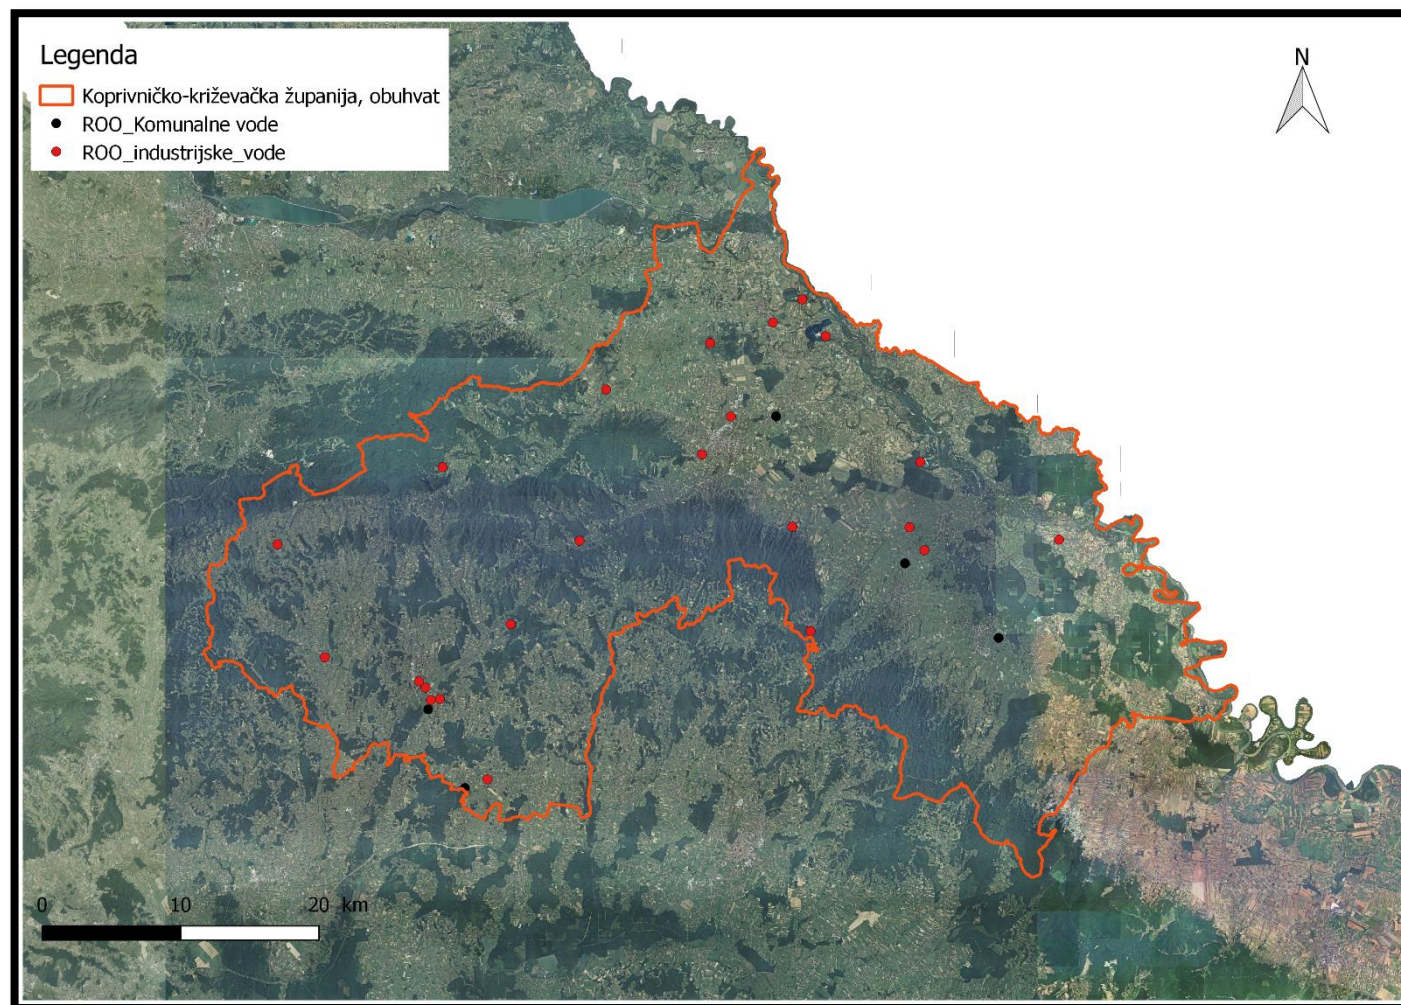 Legenda
Koprivničko-križevačka županija, obuhvat
ROO_Komunalne vode
ROO_industrijske_vode
N
0 10 20 km